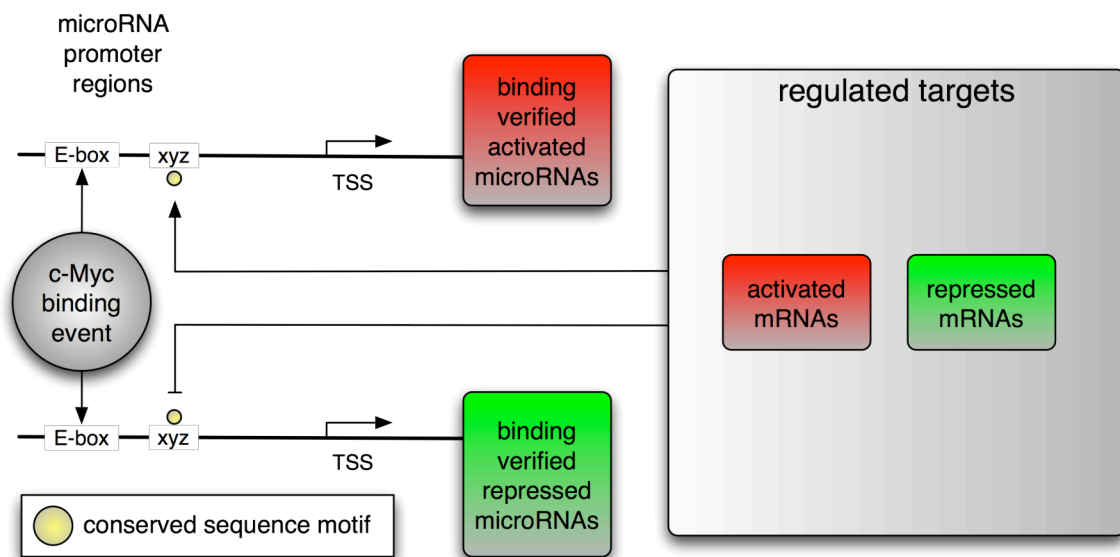 microRNA
promoter
regions
E-box
xyz
TSS
binding
verified
activated
microRNAs
regulated targets
c-Myc
binding
event
activated
mRNAs
repressed
mRNAs
E-box
xyz
TSS
binding
verified
repressed
microRNAs
conserved sequence motif